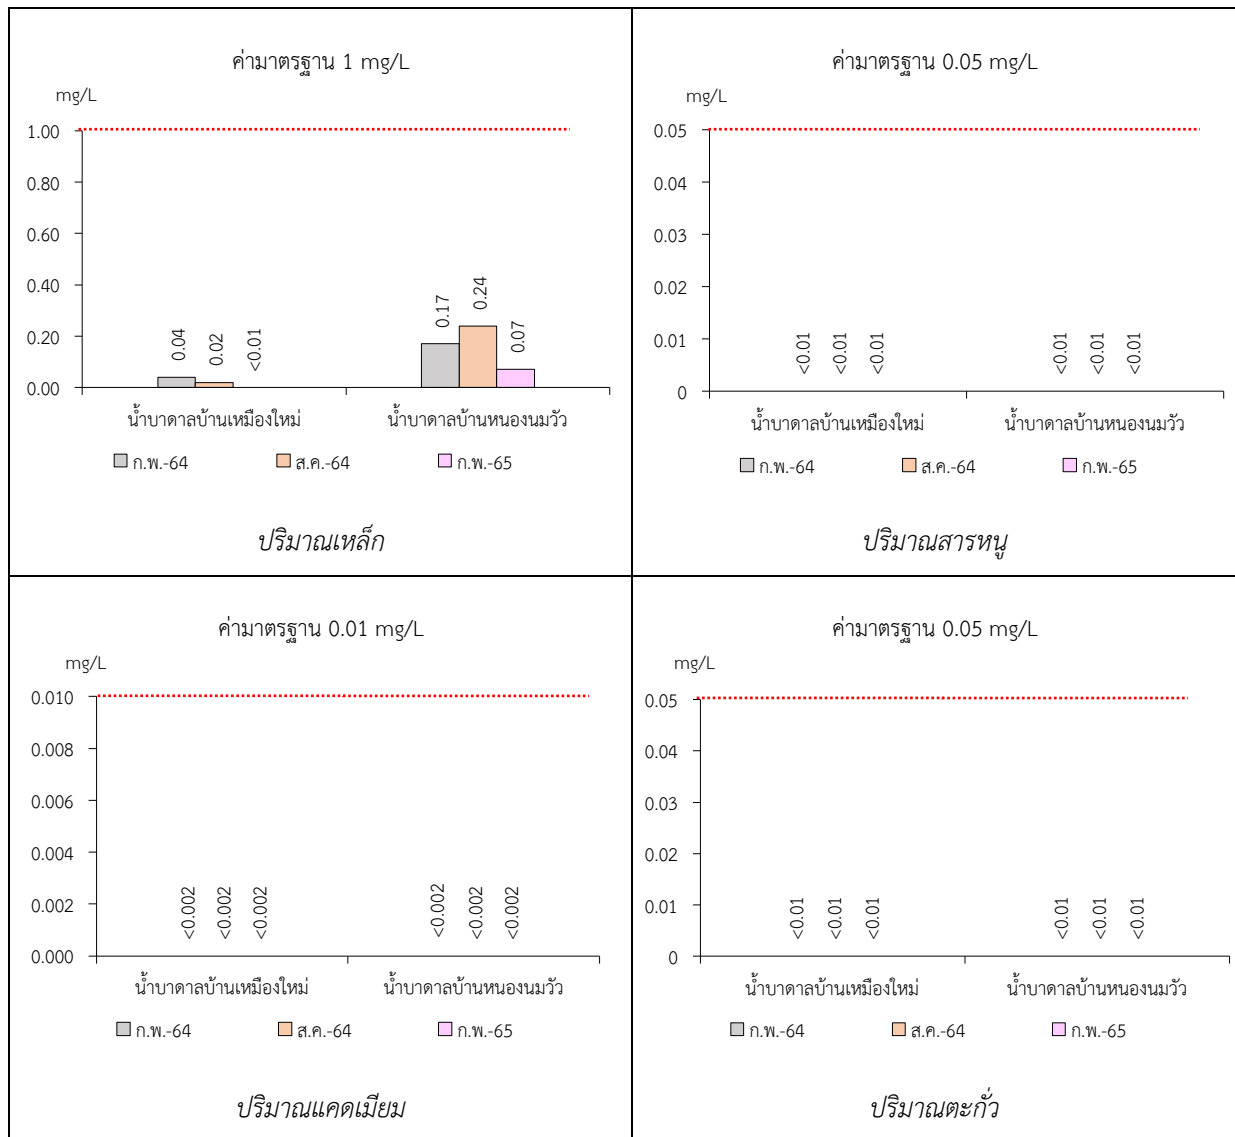 ค่ามาตรฐาน 1 mg/L
mg/L
1.00
0.80
0.60
0.40
0.20
0.00
0.04
0.02
<0.01
0.17
0.24
0.07
น้ำบาดาลบ้านเหมืองใหม่ น้ำบาดาลบ้านหนองนมวัว
ก.พ.-64 ส.ค.-64 ก.พ.-65
ปริมาณเหล็ก
ค่ามาตรฐาน 0.05 mg/L
mg/L
0.05
0.04
0.03
0.02
0.01
0
<0.01
<0.01
<0.01
<0.01
<0.01
<0.01
น้ำบาดาลบ้านเหมืองใหม่ น้ำบาดาลบ้านหนองนมวัว
ก.พ.-64 ส.ค.-64 ก.พ.-65
ปริมาณสารหนู
ค่ามาตรฐาน 0.01 mg/L
mg/L
0.010
0.008
0.006
0.004
0.002
0.000
<0.002
<0.002
<0.002
<0.002
<0.002
<0.002
น้ำบาดาลบ้านเหมืองใหม่ น้ำบาดาลบ้านหนองนมวัว
ก.พ.-64 ส.ค.-64 ก.พ.-65
ปริมาณแคดเมียม
ค่ามาตรฐาน 0.05 mg/L
mg/L
0.05
0.04
0.03
0.02
0.01
0
<0.01
<0.01
<0.01
<0.01
<0.01
<0.01
น้ำบาดาลบ้านเหมืองใหม่ น้ำบาดาลบ้านหนองนมวัว
ก.พ.-64 ส.ค.-64 ก.พ.-65
ปริมาณตะกั่ว